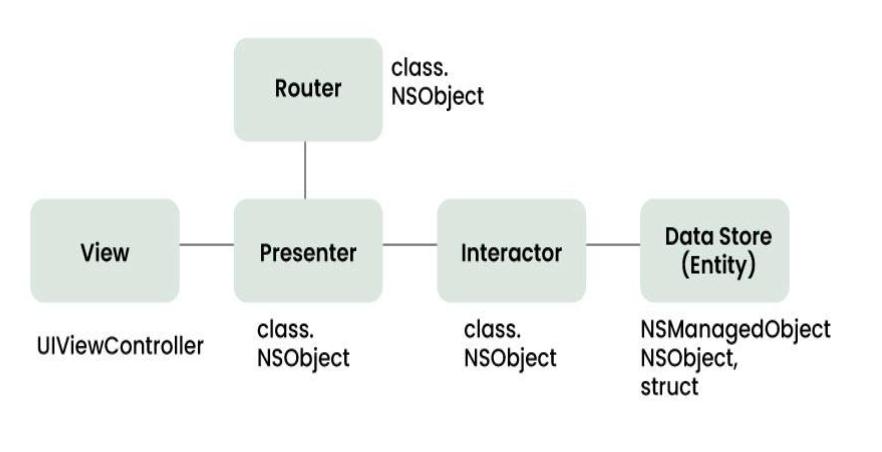 Router
class.
NSObject
View
Presenter
Interactor
Data Store
(Entity)
UIViewController
class.
NSObject
class.
NSObject
NSManagedObject
NSObject,
struct